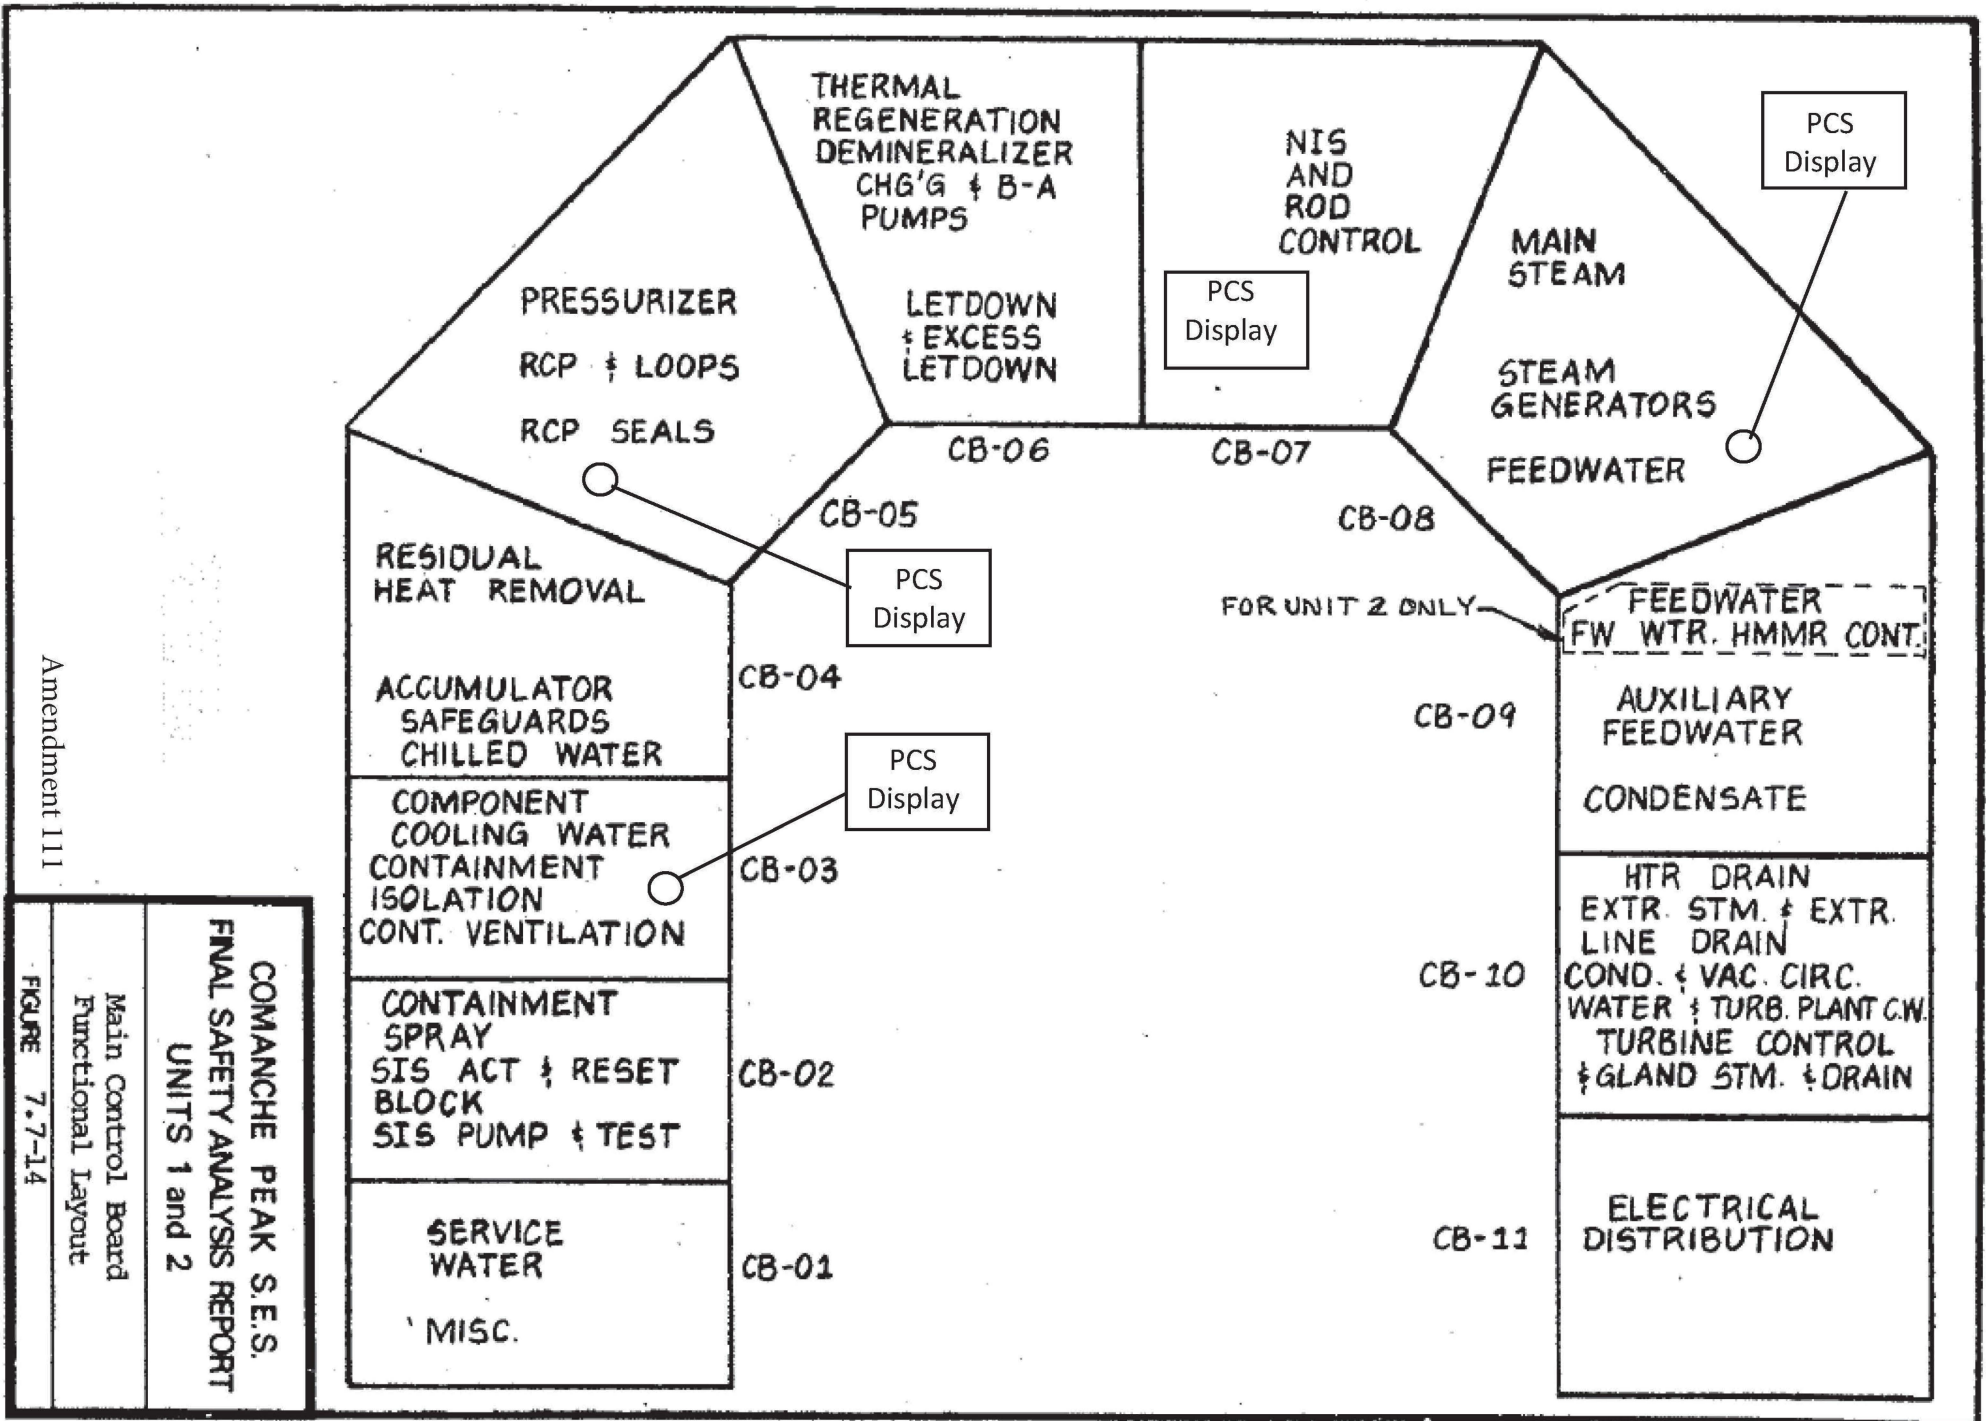 THERMAL
REGENERATION
DEMINERALIZER
CHG'G & B-A
PUMPS
LETDOWN
& EXCESS
LETDOWN
CB-06
NIS
AND
ROD
CONTROL
PCS
Display
CB-07
PCS
Display
MAIN
STEAM
STEAM
GENERATORS
FEEDWATER
CB-08
PRESSURIZER
RCP & LOOPS
RCP SEALS
CB-05
PCS
Display
RESIDUAL
HEAT REMOVAL
ACCUMULATOR
SAFEGUARDS
CHILLED WATER
CB-04
PCS
Display
COMPONENT
COOLING WATER
CONTAINMENT
ISOLATION
CONT. VENTILATION
CB-03
CONTAINMENT
SPRAY
SIS ACT & RESET
BLOCK
SIS PUMP & TEST
CB-02
SERVICE
WATER
MISC.
CB-01
FOR UNIT 2 ONLY
FEEDWATER
FW WTR. HMMR CONT.
AUXILIARY
FEEDWATER
CONDENSATE
CB-09
HTR DRAIN
EXTR. STM. & EXTR.
LINE DRAIN
COND. & VAC. CIRC.
WATER & TURB. PLANT C.W.
TURBINE CONTROL
& GLAND STM. & DRAIN
CB-10
ELECTRICAL
DISTRIBUTION
CB-11
Amendment 111
COMANCHE PEAK S.E.S.
FINAL SAFETY ANALYSIS REPORT
UNITS 1 and 2
Main Control Board
Functional Layout
FIGURE 7.7-14